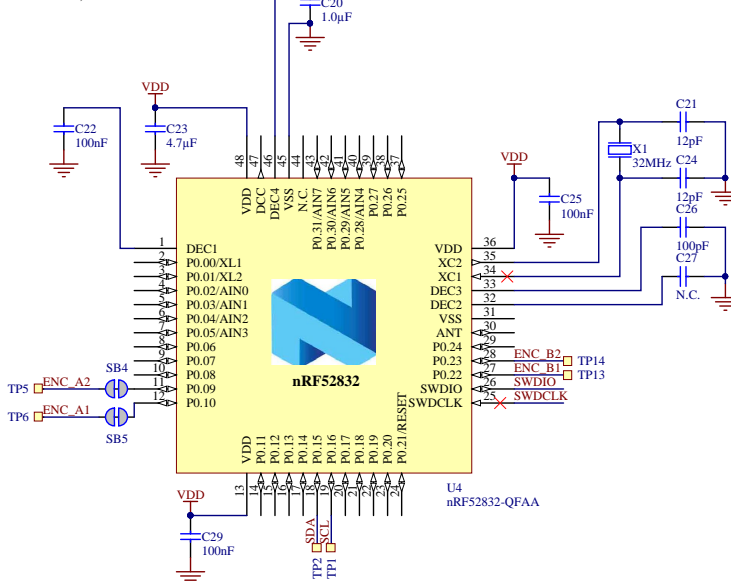 C20
1.0µF
VDD
VDD
C22
100nF
C23
4.7µF
C21
12pF
X1
32MHz
C24
12pF
C25
100nF
C26
100pF
C27
N.C.
48 47 46 45 44 43 42 41 40 39 38 37
VDD DCC DEC4 VSS N.C. P0.31/AIN7 P0.30/AIN6 P0.29/AIN5 P0.28/AIN4 P0.27 P0.26 P0.25
1 DEC1
2 P0.00/XL1
3 P0.01/XL2
4 P0.02/AIN0
5 P0.03/AIN1
6 P0.04/AIN2
7 P0.05/AIN3
8 P0.06
9 P0.07
10 P0.08
11 P0.09
12 P0.10
VDD 36
XC2 35
XC1 34
DEC3 33
DEC2 32
VSS 31
ANT 30
P0.24 29
P0.23 28 ENC_B2 TP14
P0.22 27 ENC_B1 TP13
SWDIO 26 SWDIO
SWDCLK 25 SWDCLK
nRF52832
SB4
TP5 ENC_A2
TP6 ENC_A1
SB5
VDD P0.11 P0.12 P0.13 P0.14 P0.15 P0.16 P0.17 P0.18 P0.19 P0.20 P0.21/RESET
13 14 15 16 17 18 19 20 21 22 23 24
U4
nRF52832-QFAA
VDD
C29
100nF
SDA SCL
TP2 TP1